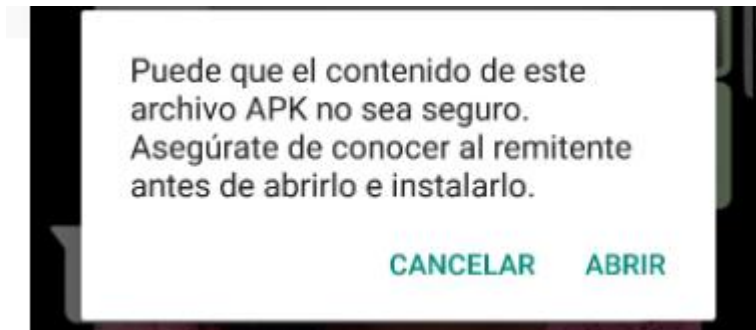 Puede que el contenido de este
archivo APK no sea seguro.
Asegúrate de conocer al remitente
antes de abrirlo e instalarlo.
CANCELAR ABRIR